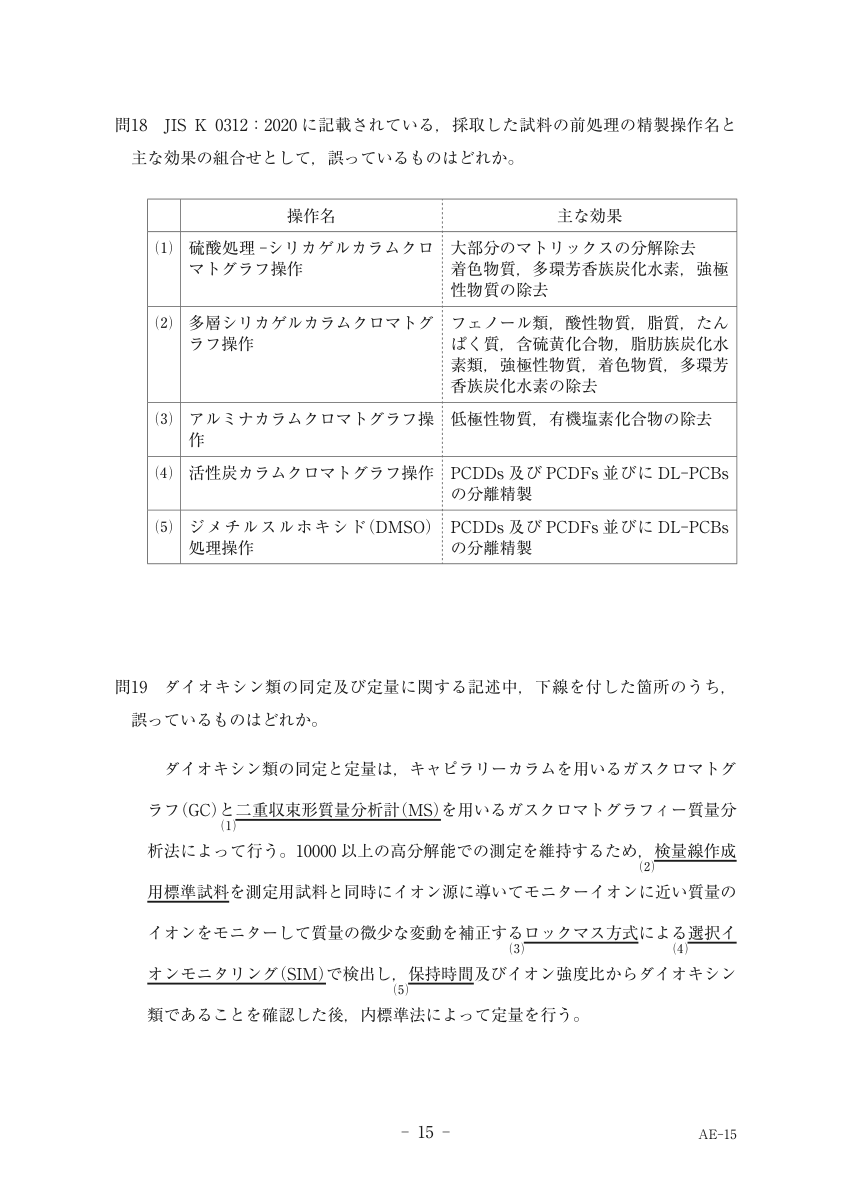 問18　JIS K 0312：2020 に記載されている，採取した試料の前処理の精製操作名と
主な効果の組合せとして，誤っているものはどれか。
操作名　主な効果
⑴　硫酸処理−シリカゲルカラムクロ　大部分のマトリックスの分解除去
マトグラフ操作　着色物質，多環芳香族炭化水素，強極
性物質の除去
⑵　多層シリカゲルカラムクロマトグ　フェノール類，酸性物質，脂質，たん
ラフ操作　ぱく質，含硫黄化合物，脂肪族炭化水
素類，強極性物質，着色物質，多環芳
香族炭化水素の除去
⑶　アルミナカラムクロマトグラフ操　低極性物質，有機塩素化合物の除去
作
⑷　活性炭カラムクロマトグラフ操作　PCDDs 及び PCDFs 並びに DL−PCBs
の分離精製
⑸　ジメチルスルホキシド(DMSO)　PCDDs 及び PCDFs 並びに DL−PCBs
処理操作　の分離精製
問19　ダイオキシン類の同定及び定量に関する記述中，下線を付した箇所のうち，
誤っているものはどれか。
ダイオキシン類の同定と定量は，キャピラリーカラムを用いるガスクロマトグ
ラフ(GC)と二重収束形質量分析計(MS)を用いるガスクロマトグラフィー質量分
⑴
析法によって行う。10000 以上の高分解能での測定を維持するため，検量線作成
⑵
用標準試料を測定用試料と同時にイオン源に導いてモニターイオンに近い質量の
イオンをモニターして質量の微少な変動を補正するロックマス方式による選択イ
⑶　⑷
オンモニタリング(SIM)で検出し，保持時間及びイオン強度比からダイオキシン
⑸
類であることを確認した後，内標準法によって定量を行う。
− 15 −
AE−15